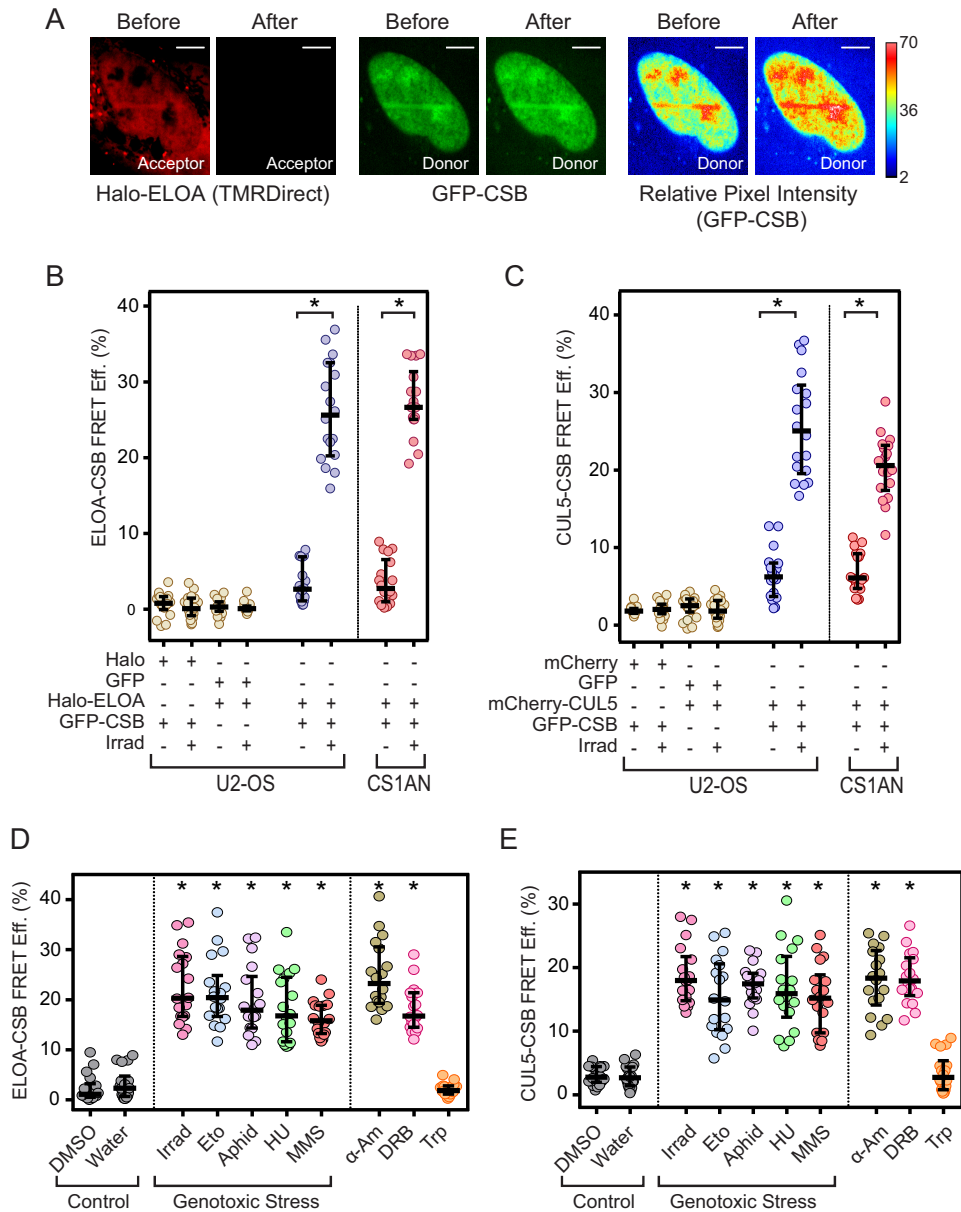 A
Before After Before After Before After
Acceptor Acceptor Donor Donor Donor Donor
70
36
2
Halo-ELOA (TMRDirect) GFP-CSB Relative Pixel Intensity
(GFP-CSB)
B
ELOA-CSB FRET Eff. (%)
40
30
20
10
0
* *
Halo + + - - - - - -
GFP - - + + - - - -
Halo-ELOA - - + + + + + +
GFP-CSB + + - - + + + +
Irrad - + - + - + - +
U2-OS CS1AN
C
CUL5-CSB FRET Eff. (%)
40
30
20
10
0
* *
mCherry + + - - - - - -
GFP - - + + - - - -
mCherry-CUL5 - - + + + + + +
GFP-CSB + + - - + + + +
Irrad - + - + - + - +
U2-OS CS1AN
D
ELOA-CSB FRET Eff. (%)
40
30
20
10
0
* * * * * * *
DMSO Water Irrad Eto Aphid HU MMS α-Am DRB Trp
Control Genotoxic Stress
E
CUL5-CSB FRET Eff. (%)
30
20
10
0
* * * * * * *
DMSO Water Irrad Eto Aphid HU MMS α-Am DRB Trp
Control Genotoxic Stress